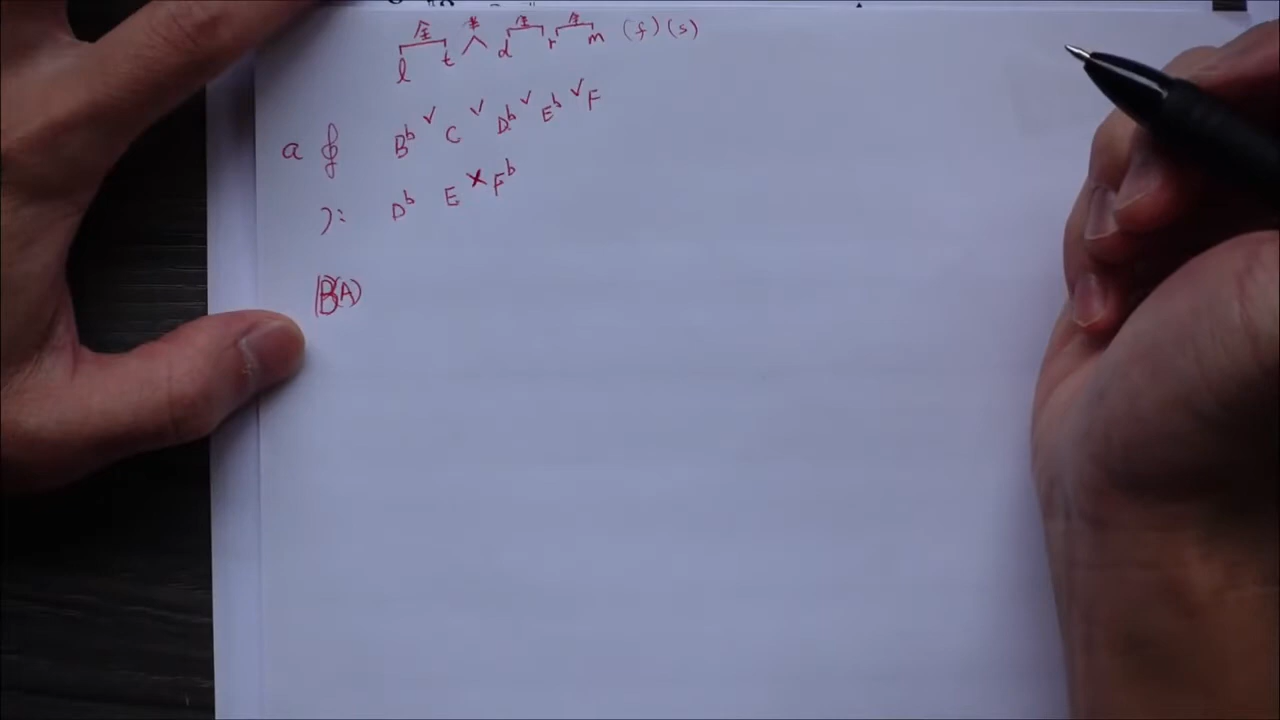 全 半 全 全
l t d r m (f) (s)
a B♭ ✓ C ✓ D♭ ✓ E♭ ✓ F
D♭ E × F♭
B(A)